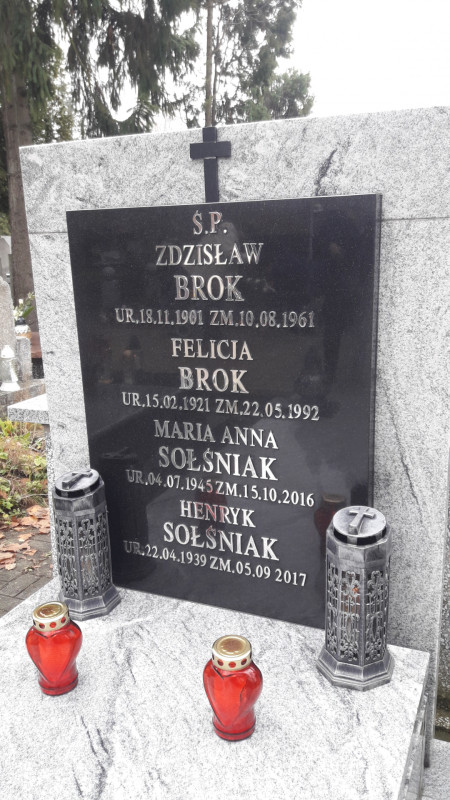 Ś.P.
ZDZISŁAW
BROK
UR.18.11.1901 ZM.10.08.1961
FELICJA
BROK
UR.15.02.1921 ZM.22.05.1992
MARIA ANNA
SOŁŚNIAK
UR.04.07.1945 ZM.15.10.2016
HENRYK
SOŁŚNIAK
UR.22.04.1939 ZM.05.09 2017